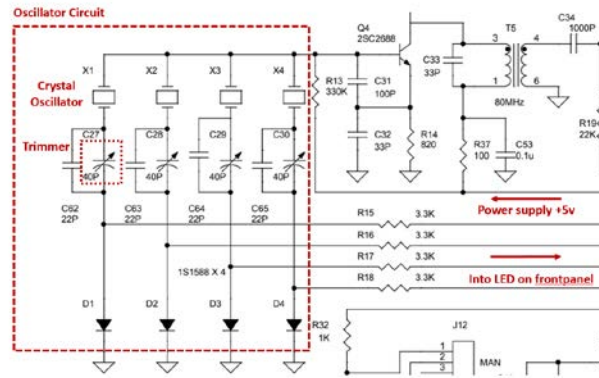 Oscillator Circuit
Q4
2SC2688
T5
C34
1000P
X1 X2 X3 X4
Crystal
Oscillator
R13
330K
C31
100P
C33
33P
3 4
1 6
80MHz
Trimmer
C27 C28 C29 C30
40P 40P 40P 40P
C32
33P
R14
820
R37
100
C53
0.1u
R19
22K
C62 C63 C64 C65
22P 22P 22P 22P
Power supply +5v
R15 3.3K
R16 3.3K
R17 3.3K
R18 3.3K
1S1588 X 4
Into LED on frontpanel
D1 D2 D3 D4
R32
1K
J12
1
2
3
MAN